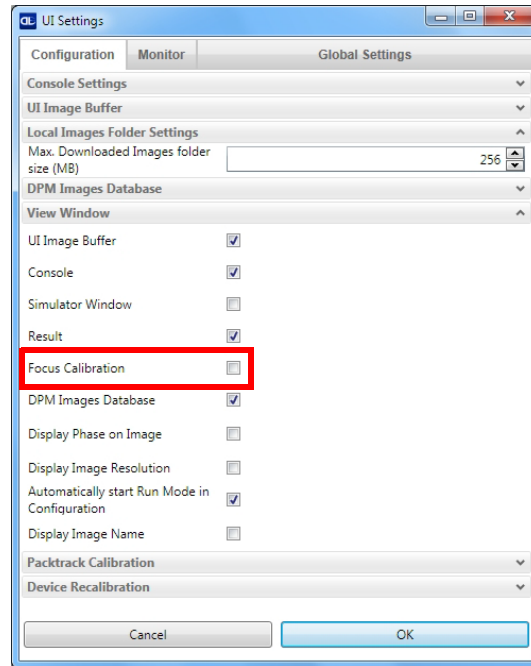 DL UI Settings
Configuration Monitor Global Settings
Console Settings
UI Image Buffer
Local Images Folder Settings
Max. Downloaded Images folder
size (MB)
256
DPM Images Database
View Window
UI Image Buffer
Console
Simulator Window
Result
Focus Calibration
DPM Images Database
Display Phase on Image
Display Image Resolution
Automatically start Run Mode in
Configuration
Display Image Name
Packtrack Calibration
Device Recalibration
Cancel OK